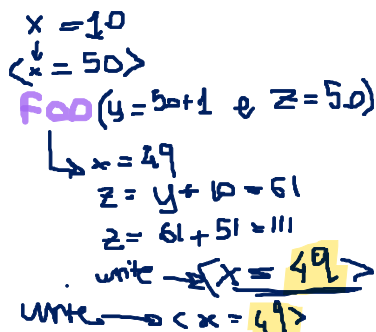 x = 10
<x = 50>
Foo(y = 50+1 e z = 50)
x = 49
z = y + 10 = 61
z = 61 + 51 = 111
write → <x = 49>
write → <x = 49>